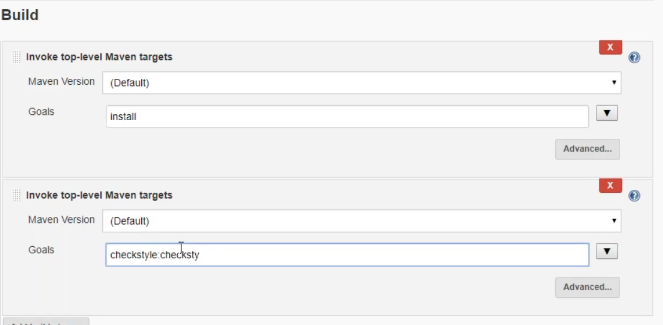 Build
Invoke top-level Maven targets
X
Maven Version
(Default)
Goals
install
Advanced...
Invoke top-level Maven targets
X
Maven Version
(Default)
Goals
checkstyle:checksty
Advanced...